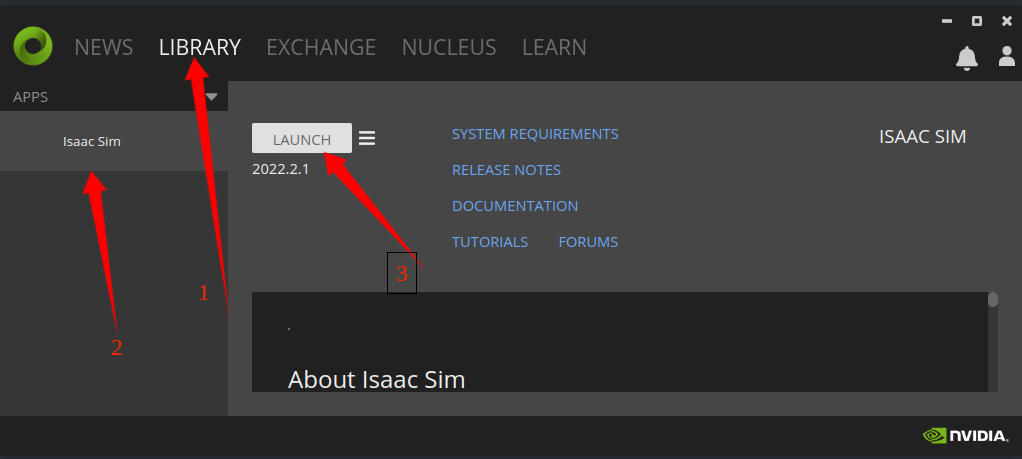 NEWS LIBRARY EXCHANGE NUCLEUS LEARN
APPS
Isaac Sim
LAUNCH
2022.2.1
SYSTEM REQUIREMENTS
RELEASE NOTES
DOCUMENTATION
TUTORIALS FORUMS
ISAAC SIM
1
2
3
.
About Isaac Sim
NVIDIA.